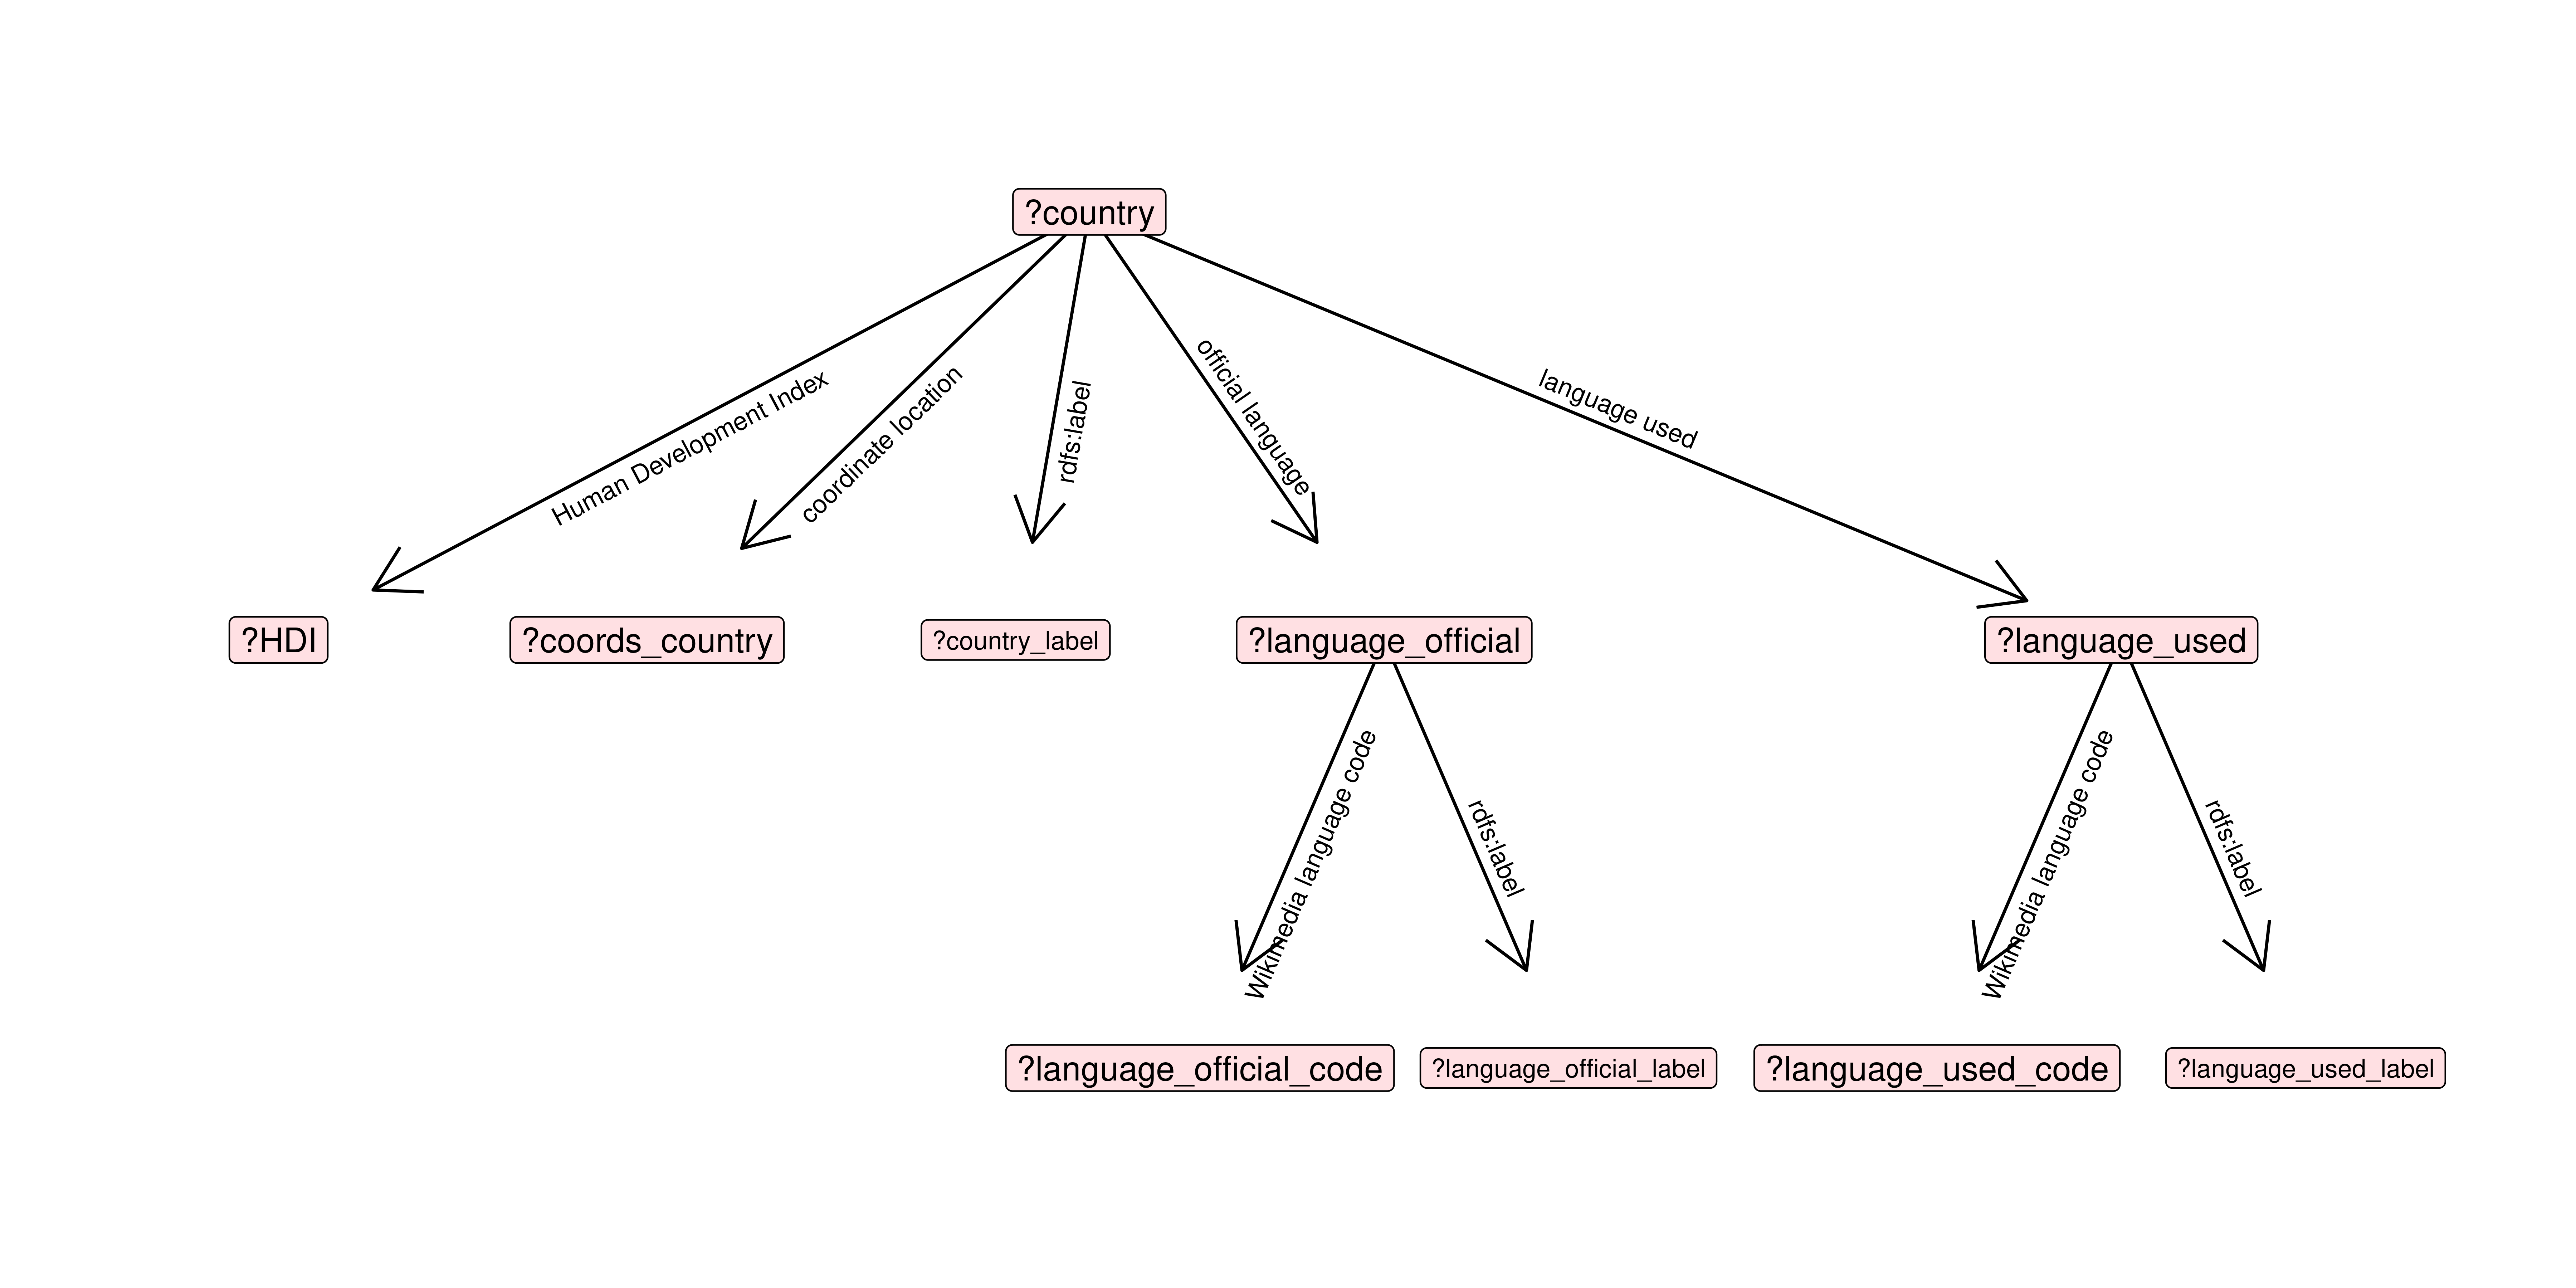 ?country
Human Development Index
coordinate location
rdfs:label
official language
language used
?HDI
?coords_country
?country_label
?language_official
?language_used
Wikimedia language code
rdfs:label
Wikimedia language code
rdfs:label
?language_official_code
?language_official_label
?language_used_code
?language_used_label